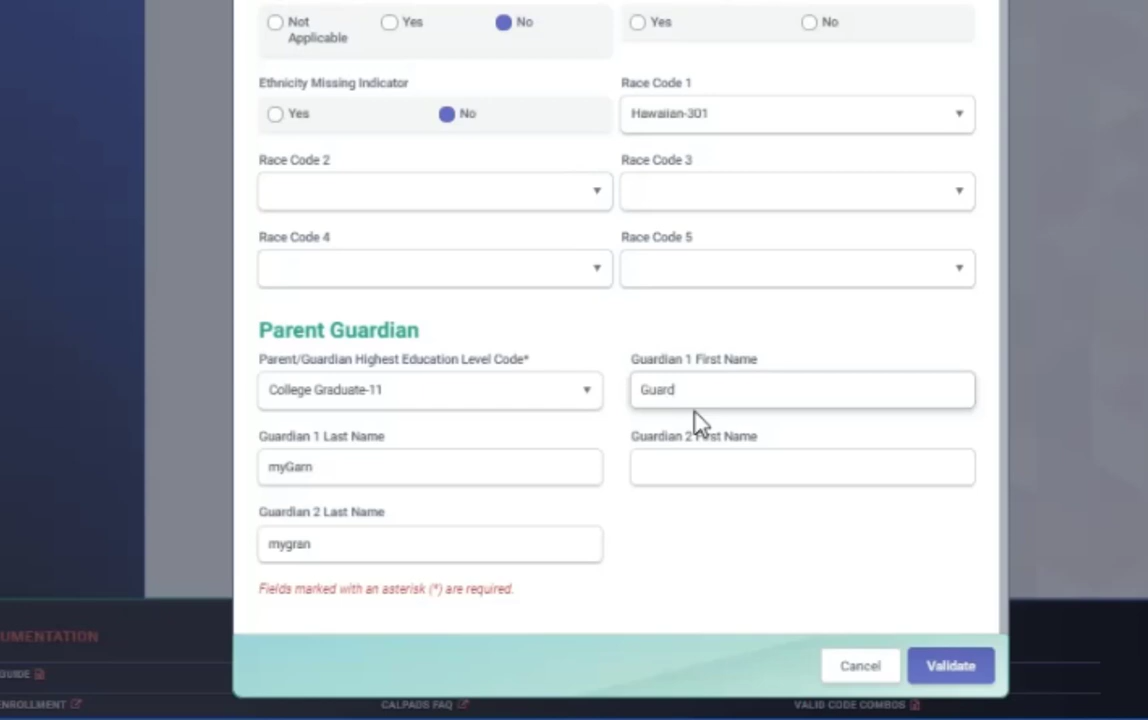 Not
Applicable
Yes
No
Yes
No
Ethnicity Missing Indicator
Race Code 1
Yes
No
Hawaiian-301
Race Code 2
Race Code 3
Race Code 4
Race Code 5
Parent Guardian
Parent/Guardian Highest Education Level Code*
Guardian 1 First Name
College Graduate-11
Guard
Guardian 1 Last Name
Guardian 2 First Name
myGarn
Guardian 2 Last Name
mygran
Fields marked with an asterisk (*) are required.
UMENTATION
Cancel
Validate
GUIDE
ENROLLMENT
CALPADS FAQ
VALID CODE COMBOS